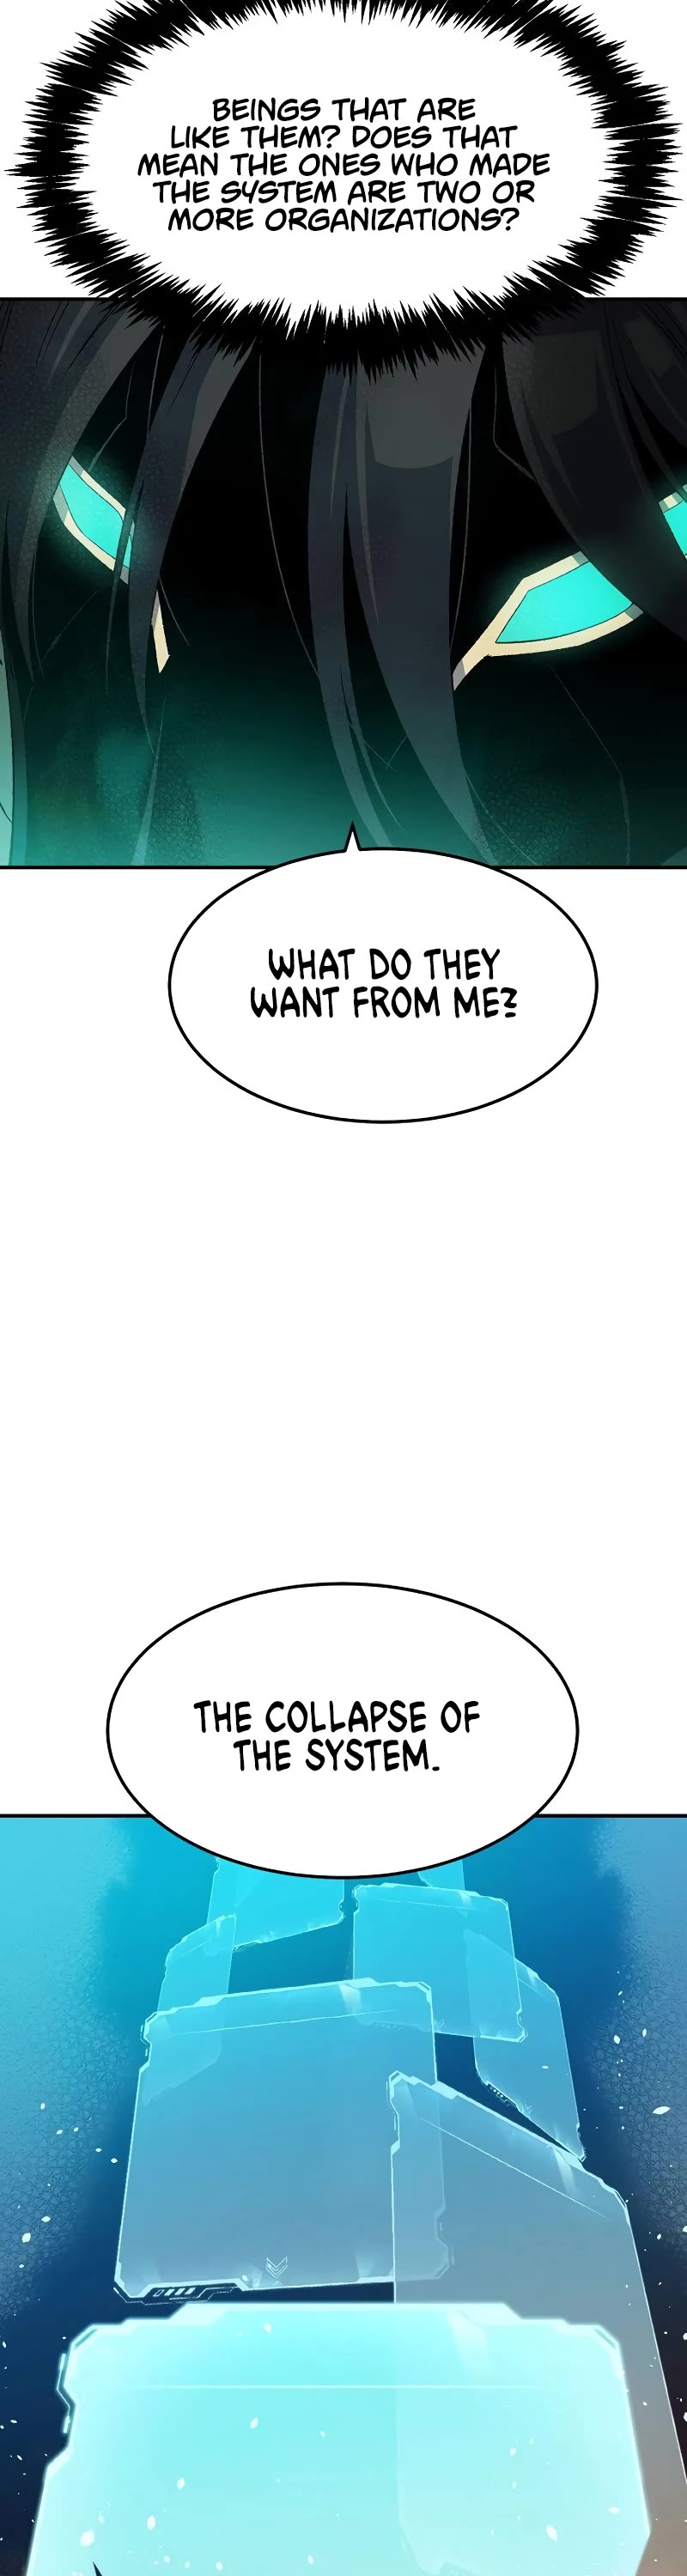 BEINGS THAT ARE
LIKE THEM? DOES THAT
MEAN THE ONES WHO MADE
THE SYSTEM ARE TWO OR
MORE ORGANIZATIONS?
WHAT DO THEY
WANT FROM ME?
THE COLLAPSE OF
THE SYSTEM.